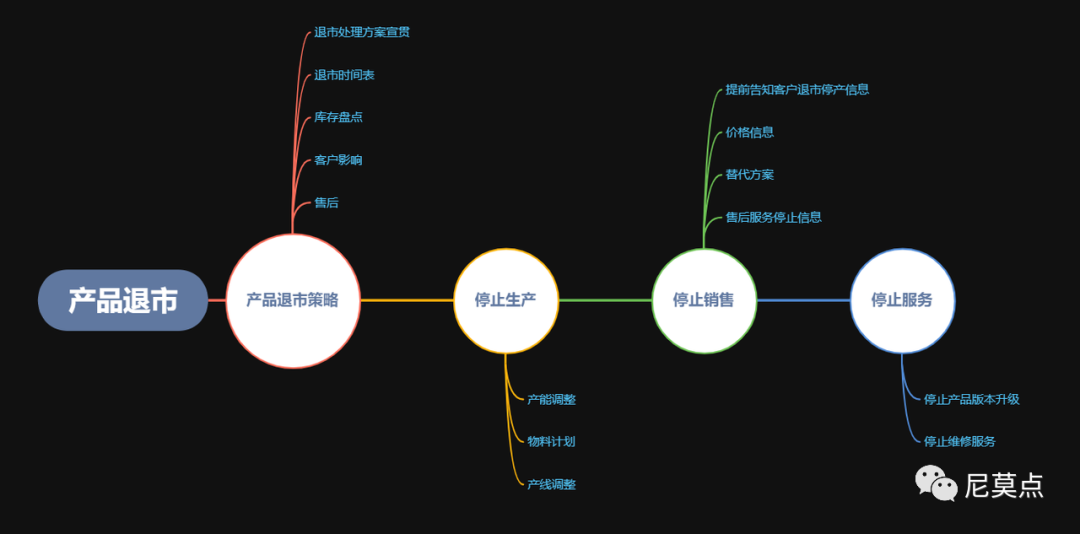 产品退市
产品退市策略
退市处理方案宣贯
退市时间表
库存盘点
客户影响
售后
停止生产
产能调整
物料计划
产线调整
停止销售
提前告知客户退市停产信息
价格信息
替代方案
售后服务停止信息
停止服务
停止产品版本升级
停止维修服务
尼莫点